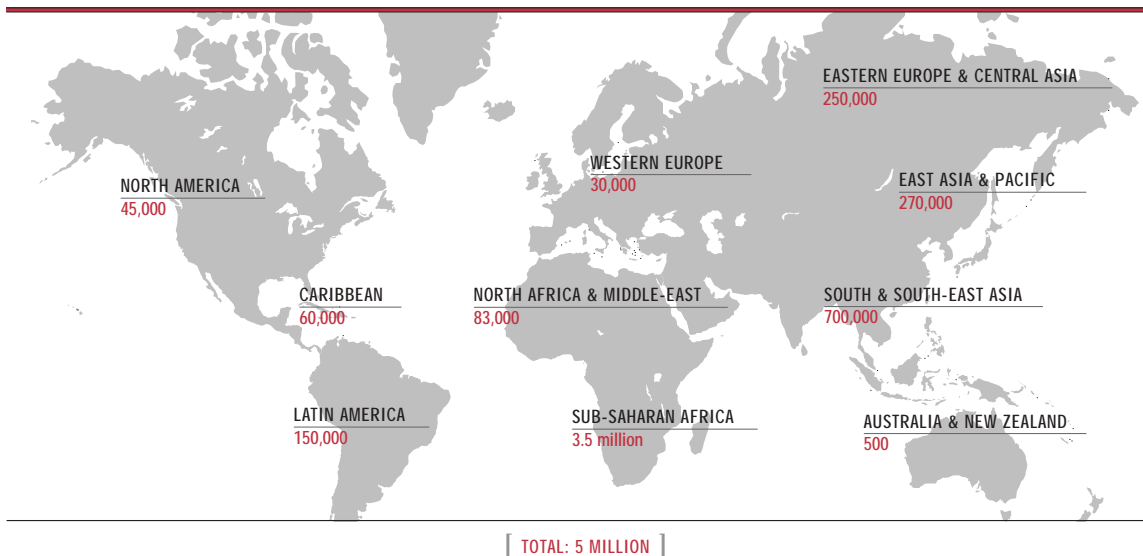 EASTERN EUROPE & CENTRAL ASIA
250,000
WESTERN EUROPE
30,000
NORTH AMERICA
45,000
EAST ASIA & PACIFIC
270,000
CARIBBEAN
60,000
NORTH AFRICA & MIDDLE-EAST
83,000
SOUTH & SOUTH-EAST ASIA
700,000
LATIN AMERICA
150,000
SUB-SAHARAN AFRICA
3.5 million
AUSTRALIA & NEW ZEALAND
500
[ TOTAL: 5 MILLION ]